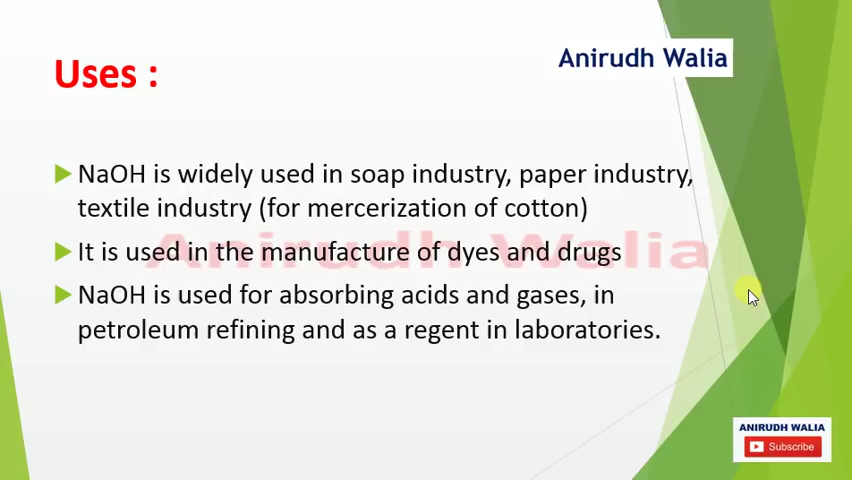 Anirudh Walia
Uses :
NaOH is widely used in soap industry, paper industry,
textile industry (for mercerization of cotton)
It is used in the manufacture of dyes and drugs
Anirudh Walia
NaOH is used for absorbing acids and gases, in
petroleum refining and as a regent in laboratories.
ANIRUDH WALIA
Subscribe